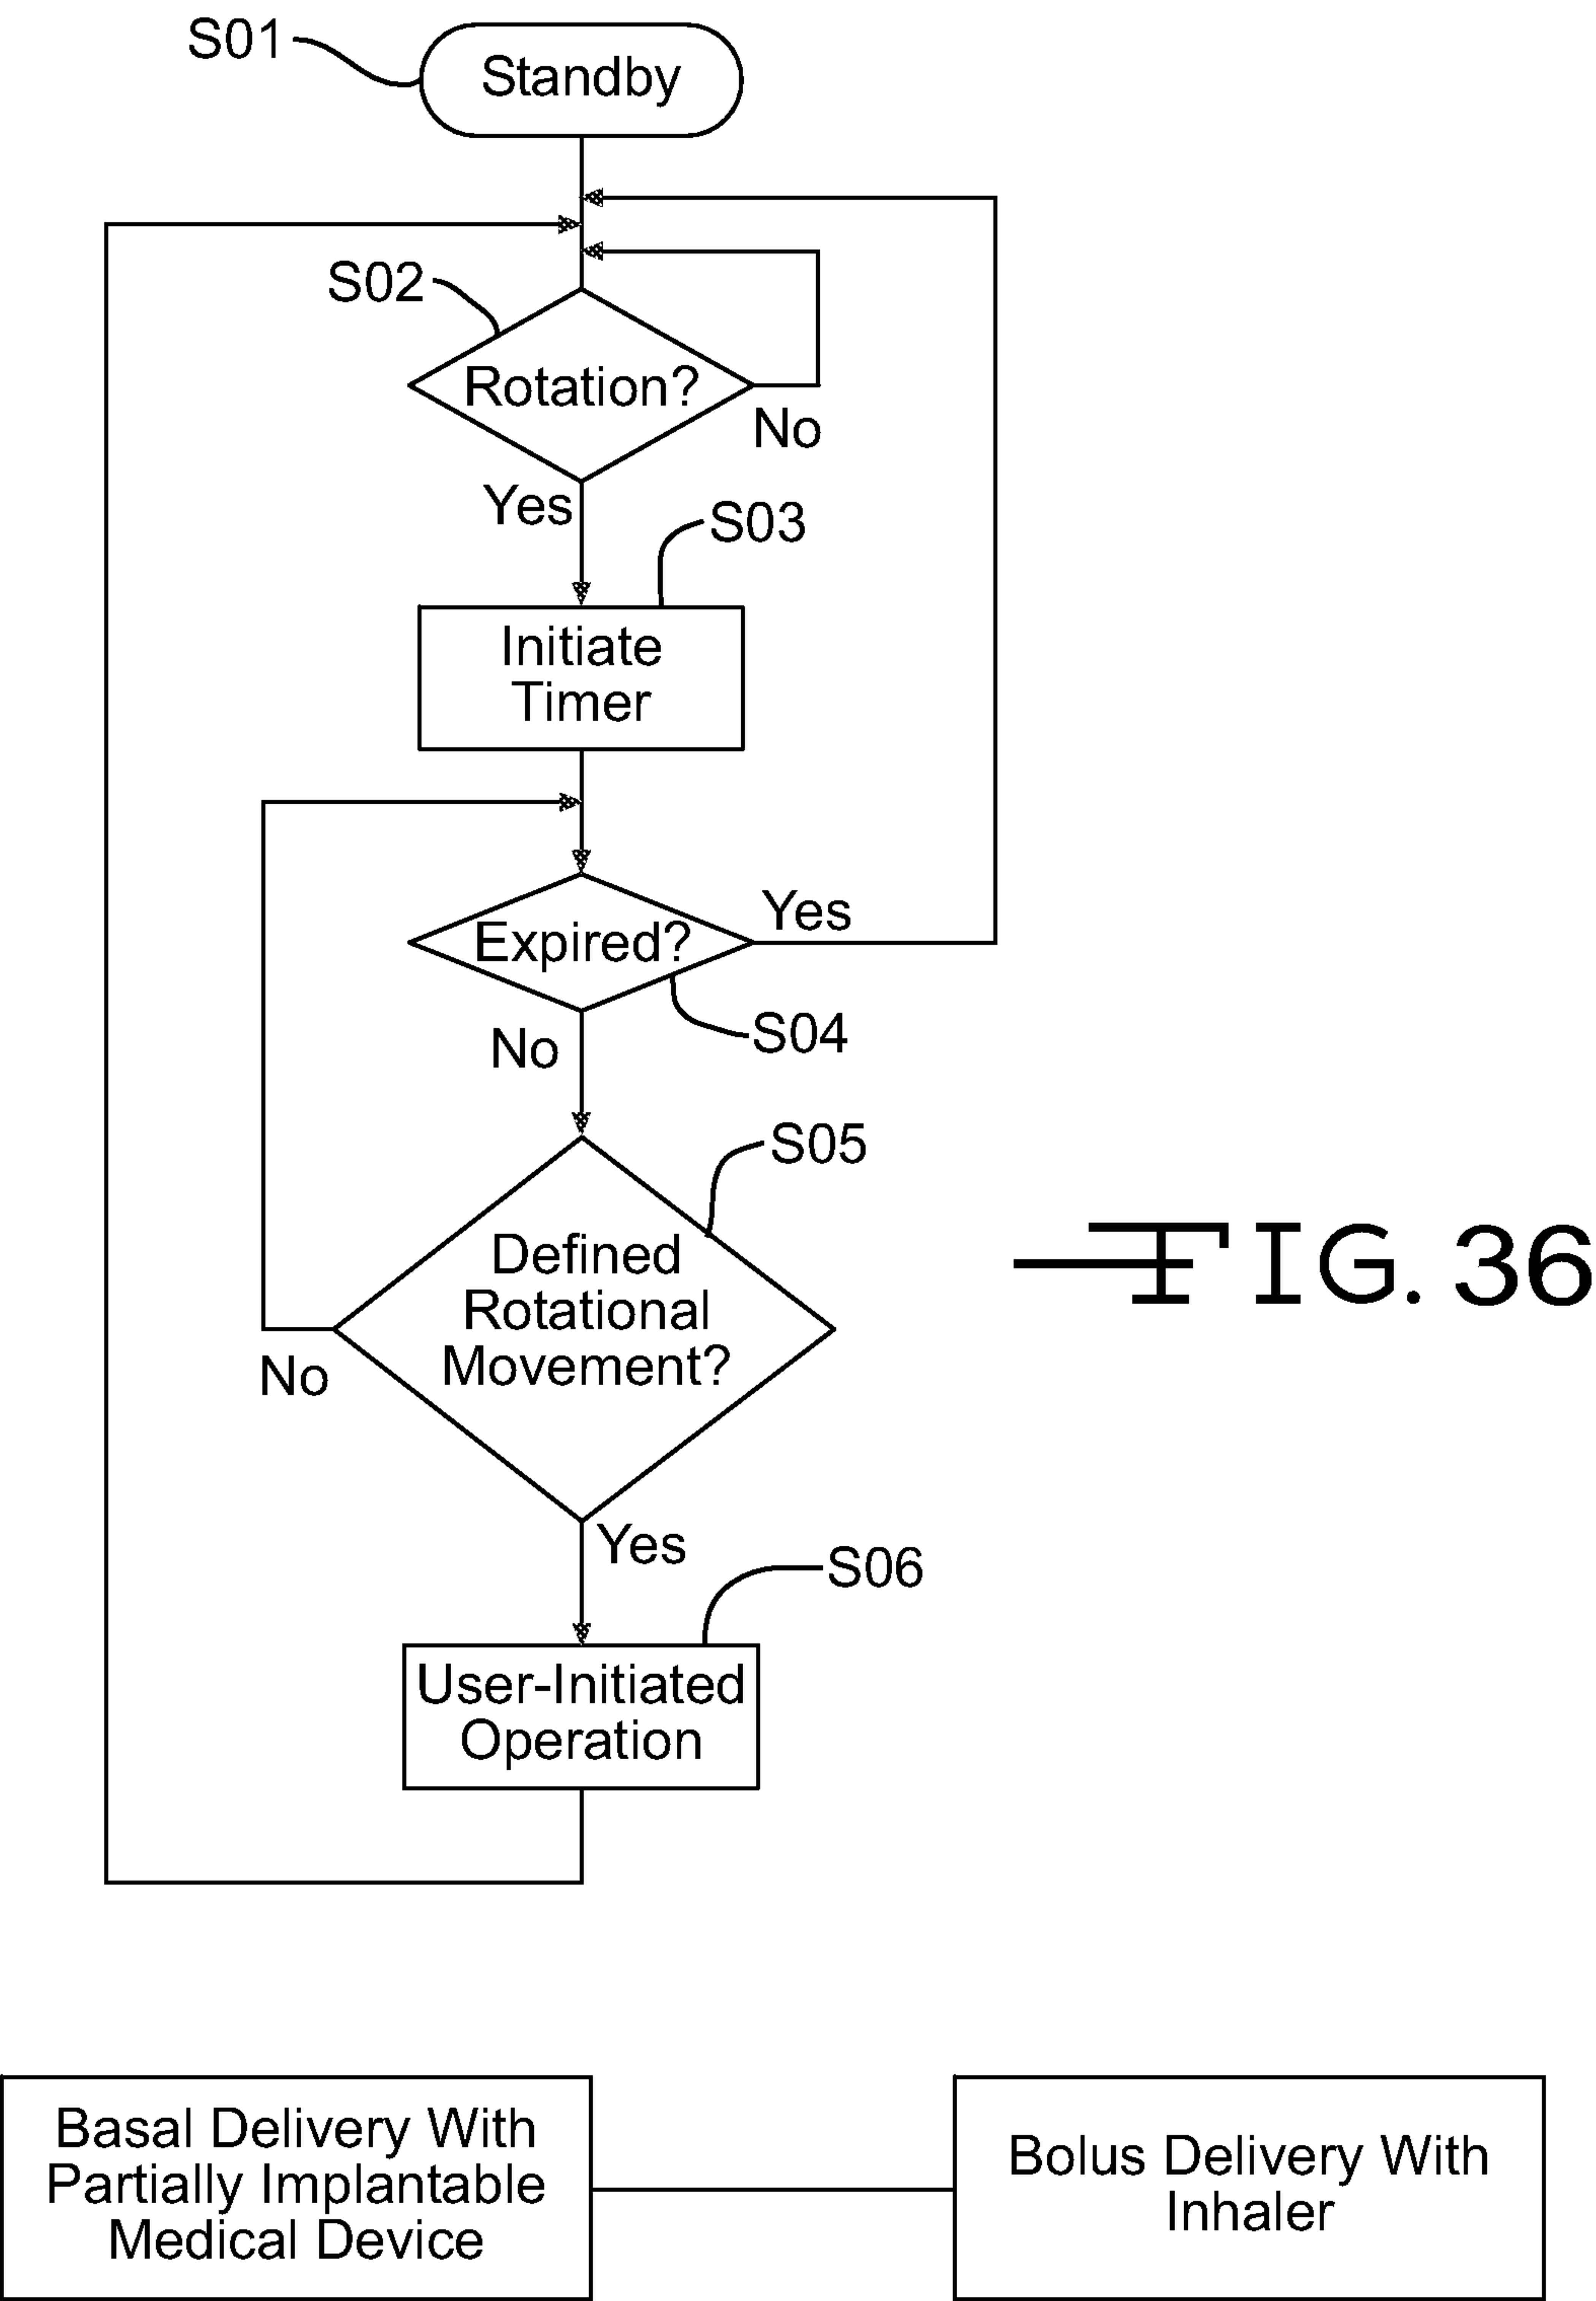 S01
Standby
S02
Rotation?
No
Yes
S03
Initiate
Timer
Expired?
Yes
S04
No
S05
Defined
Rotational
Movement?
No
FIG. 36
Yes
S06
User-Initiated
Operation
Basal Delivery With
Partially Implantable
Medical Device
Bolus Delivery With
Inhaler